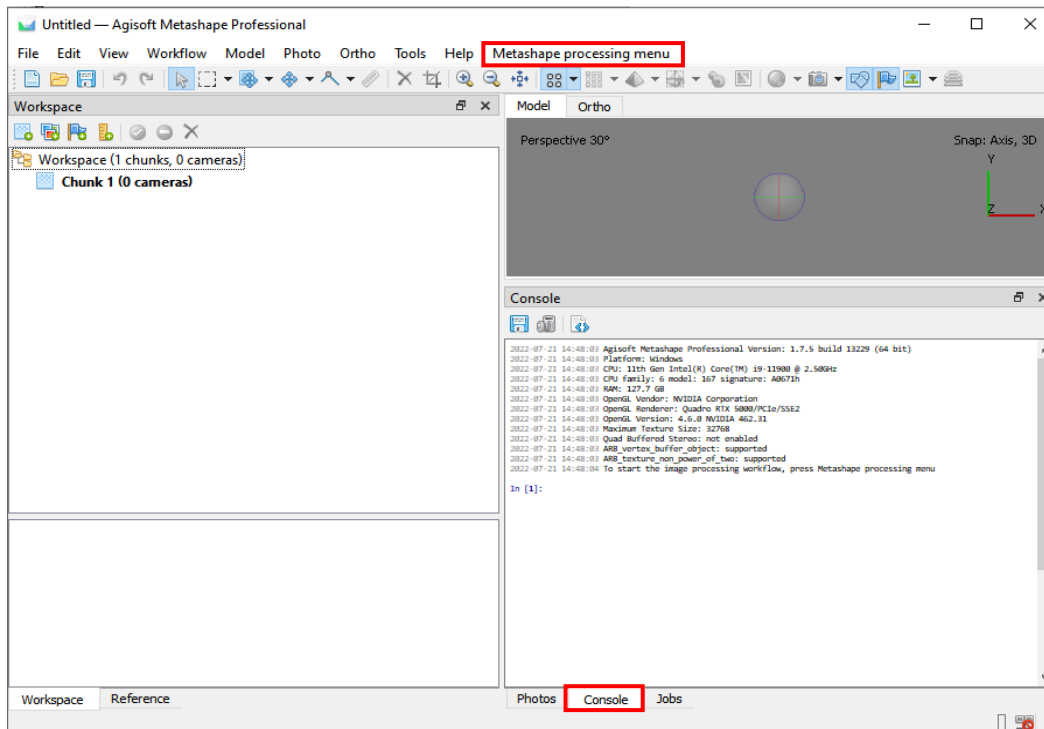 Untitled — Agisoft Metashape Professional
File Edit View Workflow Model Photo Ortho Tools Help Metashape processing menu
Workspace
Workspace (1 chunks, 0 cameras)
Chunk 1 (0 cameras)
Model Ortho
Perspective 30°
Snap: Axis, 3D
Y
Z
X
Console
2022-07-21 14:48:03 Agisoft Metashape Professional Version: 1.7.5 build 13229 (64 bit)
2022-07-21 14:48:03 Platform: Windows
2022-07-21 14:48:03 CPU: 11th Gen Intel(R) Core(TM) i9-11900 @ 2.50GHz
2022-07-21 14:48:03 CPU family: 6 model: 167 signature: A0671h
2022-07-21 14:48:03 RAM: 127.7 GB
2022-07-21 14:48:03 OpenGL Vendor: NVIDIA Corporation
2022-07-21 14:48:03 OpenGL Renderer: Quadro RTX 5000/PCIe/SSE2
2022-07-21 14:48:03 OpenGL Version: 4.6.0 NVIDIA 462.31
2022-07-21 14:48:03 Maximum Texture Size: 32768
2022-07-21 14:48:03 Quad Buffered Stereo: not enabled
2022-07-21 14:48:03 ARB_vertex_buffer_object: supported
2022-07-21 14:48:03 ARB_texture_non_power_of_two: supported
2022-07-21 14:48:04 To start the image processing workflow, press Metashape processing menu
In [1]:
Workspace Reference
Photos Console Jobs